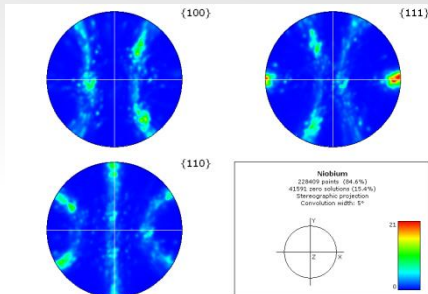 {100}
{111}
{110}
Niobium
228409 points (84.6%)
41591 zero solutions (15.4%)
Stereographic projection
Convolution width: 5°
Y
Z
X
21
0